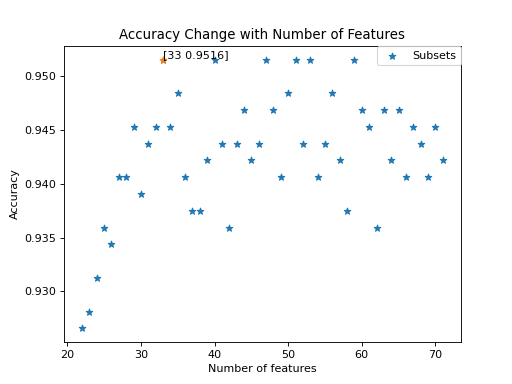 Accuracy Change with Number of Features
[33 0.9516]
Subsets
0.950
0.945
0.940
0.935
0.930
Accuracy
20 30 40 50 60 70
Number of features